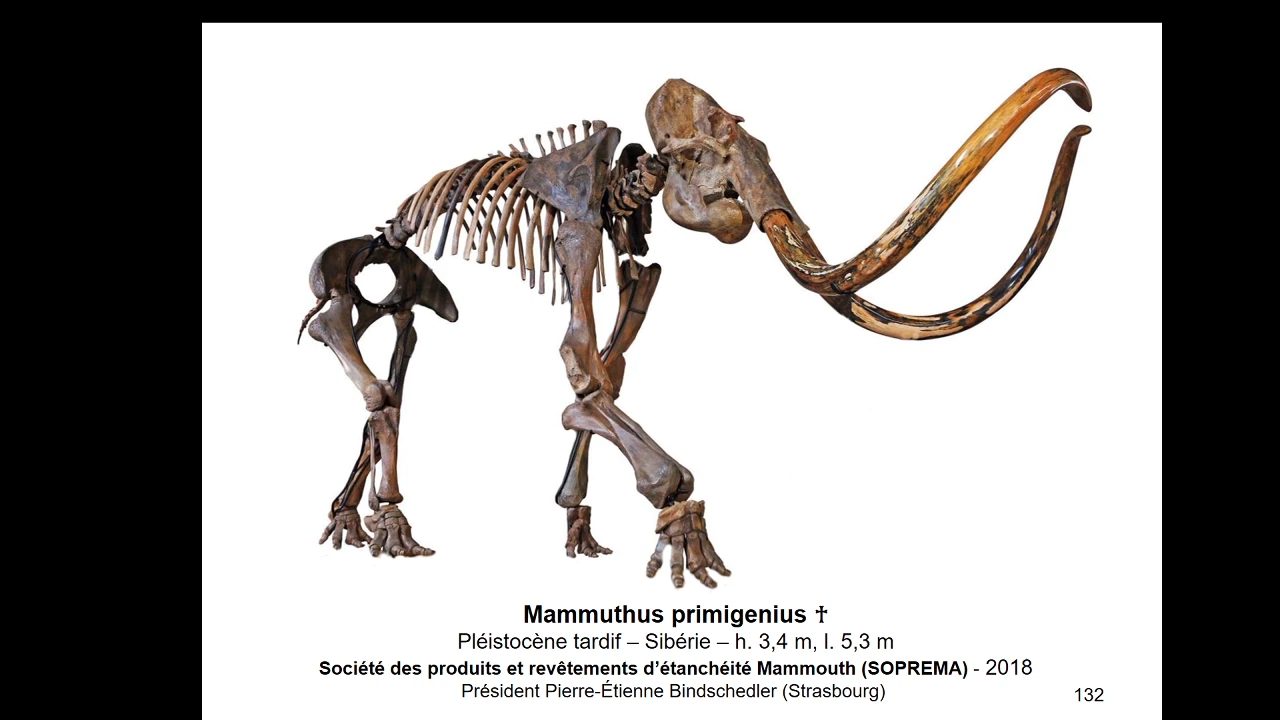 Mammuthus primigenius †
Pléistocène tardif – Sibérie – h. 3,4 m, l. 5,3 m
Société des produits et revêtements d’étanchéité Mammouth (SOPREMA) - 2018
Président Pierre-Étienne Bindschedler (Strasbourg)
132